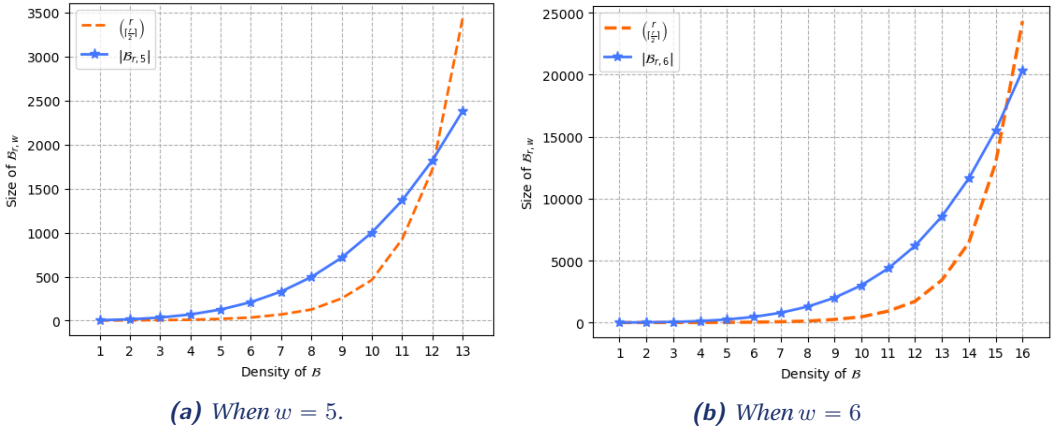 3500
3000
2500
2000
1500
1000
500
0
Size of ℬr,w
(r ⌈r/2⌉)
|ℬr,5|
1 2 3 4 5 6 7 8 9 10 11 12 13
Density of ℬ
(a) When w = 5.
25000
20000
15000
10000
5000
0
Size of ℬr,w
(r ⌈r/2⌉)
|ℬr,6|
1 2 3 4 5 6 7 8 9 10 11 12 13 14 15 16
Density of ℬ
(b) When w = 6